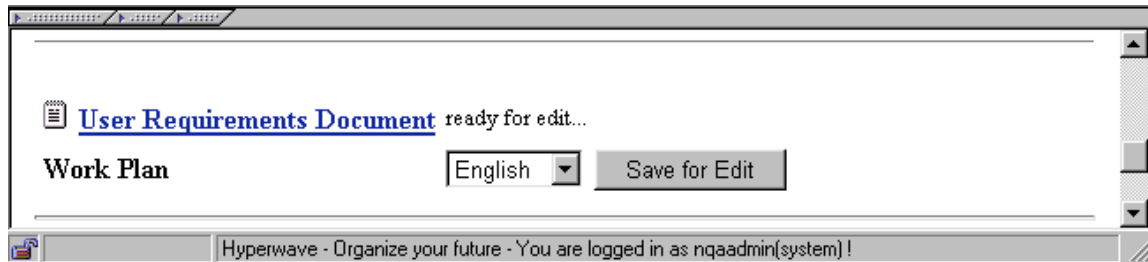 User Requirements Document ready for edit...
Work Plan English Save for Edit
Hyperwave - Organize your future - You are logged in as nqaadmin(system) !